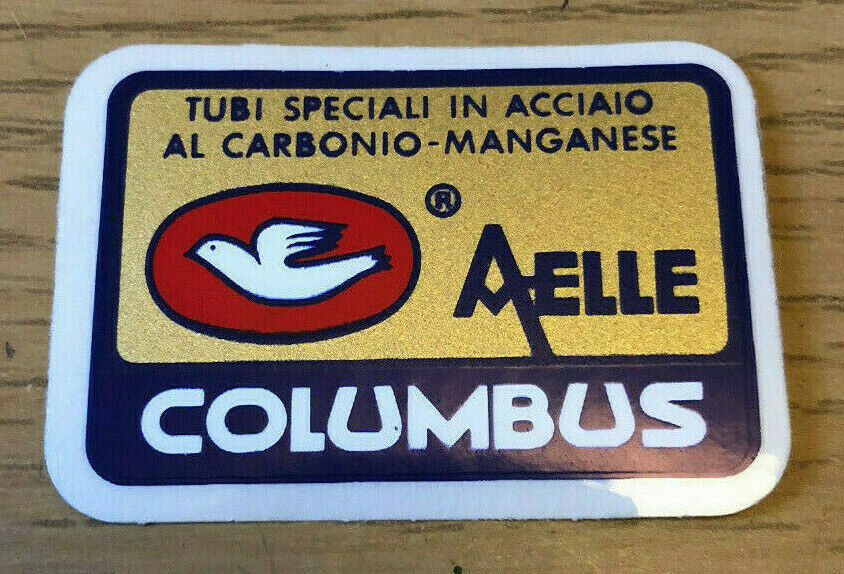 TUBI SPECIALI IN ACCIAIO
AL CARBONIO-MANGANESE
®
AELLE
COLUMBUS